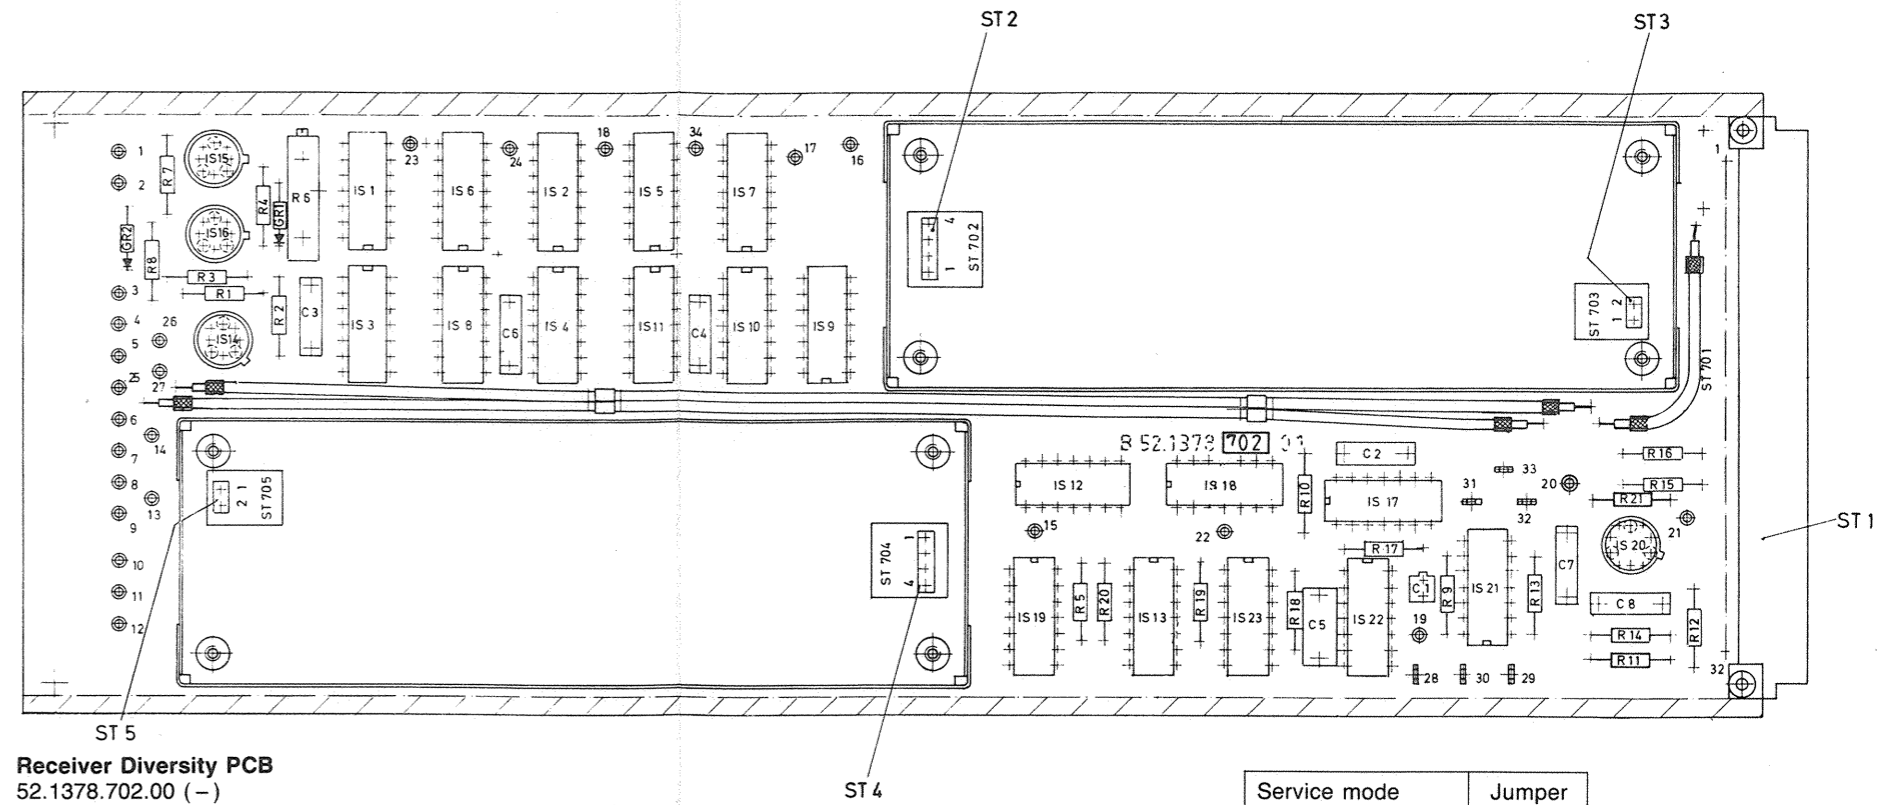 ST 2
ST 3
18
34
1
23
24
17
16
1
2
R 7
IS15
R4
GR1
R 6
IS 1
IS 6
IS 2
IS 5
IS 7
GR2
R 8
IS16
4
1
ST 702
R 3
R 1
3
R 2
C 3
2
1
ST 703
4
26
5
IS14
IS 3
IS 8
C6
IS 4
IS11
C4
IS 10
IS 9
ST 701
25
27
6
14
7
8
13
9
10
11
12
1
2
ST 705
1
4
ST 704
B 52.1378 702 01
C 2
R 16
IS 12
IS 18
R 10
IS 17
31
33
20
R 15
32
R 21
15
22
21
ST 1
R 17
IS 20
C7
IS19
R 5
R 20
IS 13
R 19
IS23
R 18
C 5
IS 22
C 1
R 9
IS 21
R 13
C 8
19
R 14
R 12
R 11
32
28
30
29
ST 5
ST 4
Receiver Diversity PCB
52.1378.702.00 ( – )
Service mode
Jumper